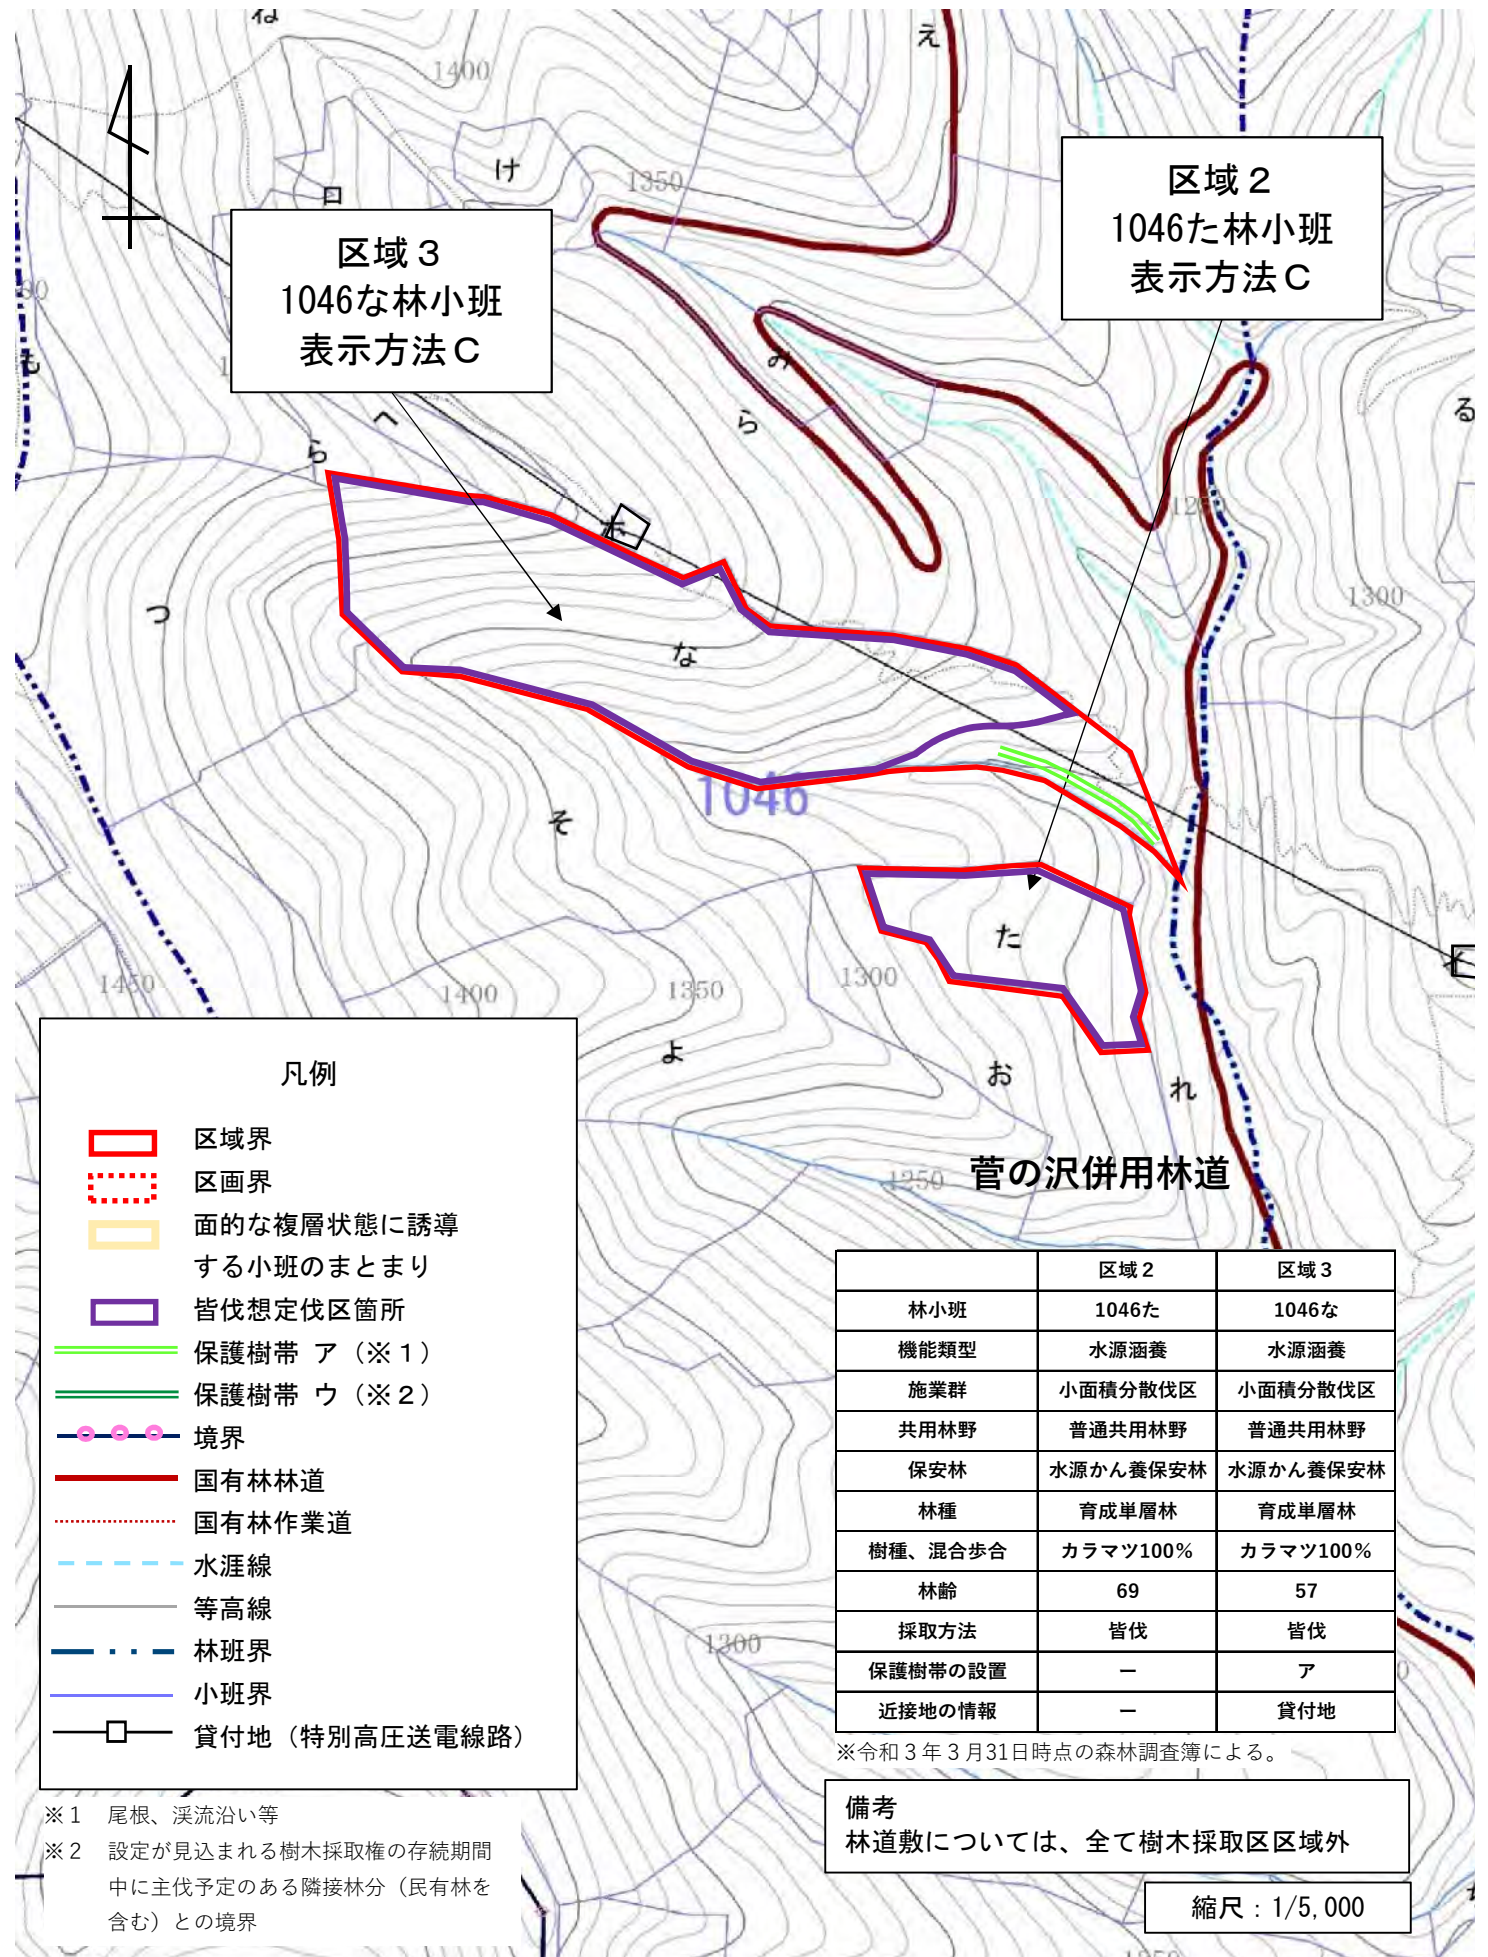 ね
え
1400
け
1350
ロ
区域２
1046た林小班
表示方法Ｃ
区域３
1046な林小班
表示方法Ｃ
も
み
ら
へ
る
ら
ホ
1300
つ
な
1046
そ
た
イ
1450
1400
1350
1300
よ
お
れ
1250
菅の沢併用林道
凡例
区域界
区画界
面的な複層状態に誘導
する小班のまとまり
皆伐想定伐区箇所
保護樹帯 ア（※１）
保護樹帯 ウ（※２）
境界
国有林林道
国有林作業道
水涯線
等高線
林班界
小班界
貸付地（特別高圧送電線路）
※１ 尾根、渓流沿い等
※２ 設定が見込まれる樹木採取権の存続期間
中に主伐予定のある隣接林分（民有林を
含む）との境界
区域２ 区域３
林小班 1046た 1046な
機能類型 水源涵養 水源涵養
施業群 小面積分散伐区 小面積分散伐区
共用林野 普通共用林野 普通共用林野
保安林 水源かん養保安林 水源かん養保安林
林種 育成単層林 育成単層林
樹種、混合歩合 カラマツ100％ カラマツ100％
林齢 69 57
採取方法 皆伐 皆伐
保護樹帯の設置 － ア
近接地の情報 － 貸付地
1300
※令和３年３月31日時点の森林調査簿による。
備考
林道敷については、全て樹木採取区区域外
縮尺：1/5,000